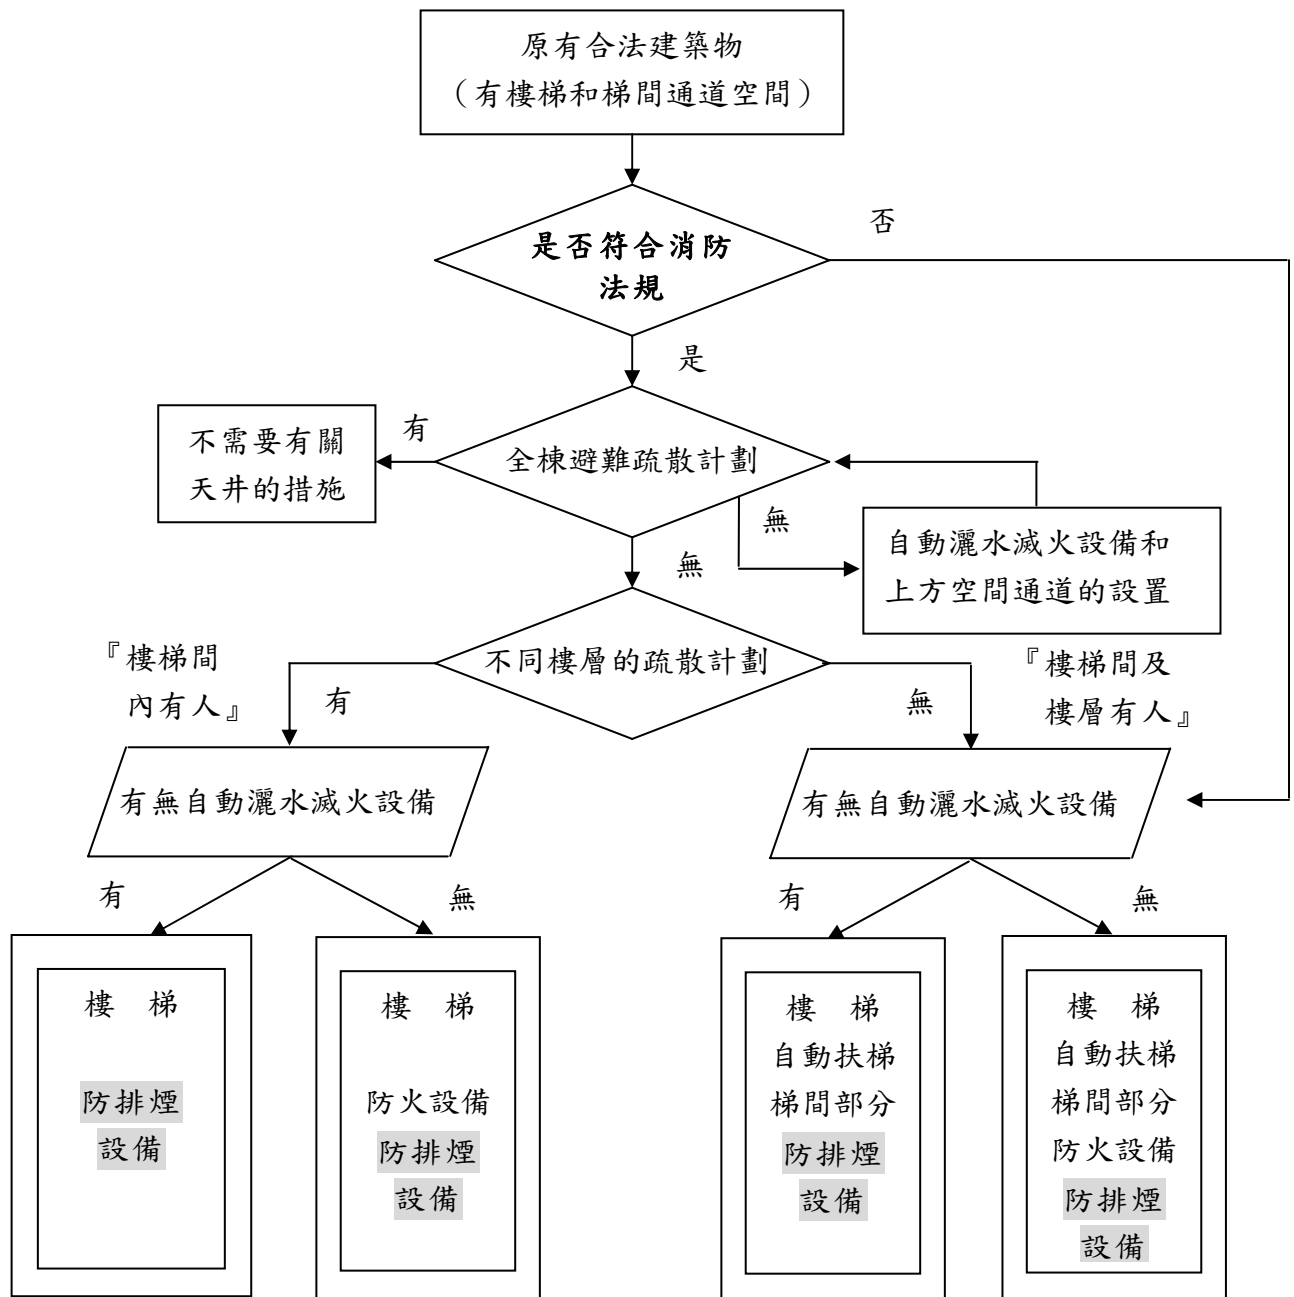 原有合法建築物
（有樓梯和梯間通道空間）
否
是否符合消防
法規
是
不需要有關
天井的措施
有
全棟避難疏散計劃
無
自動灑水滅火設備和
上方空間通道的設置
無
『樓梯間
內有人』
有
不同樓層的疏散計劃
無
『樓梯間及
樓層有人』
有無自動灑水滅火設備
有無自動灑水滅火設備
有
無
有
無
樓　梯
防排煙
設備
樓　梯
防火設備
防排煙
設備
樓　梯
自動扶梯
梯間部分
防排煙
設備
樓　梯
自動扶梯
梯間部分
防火設備
防排煙
設備